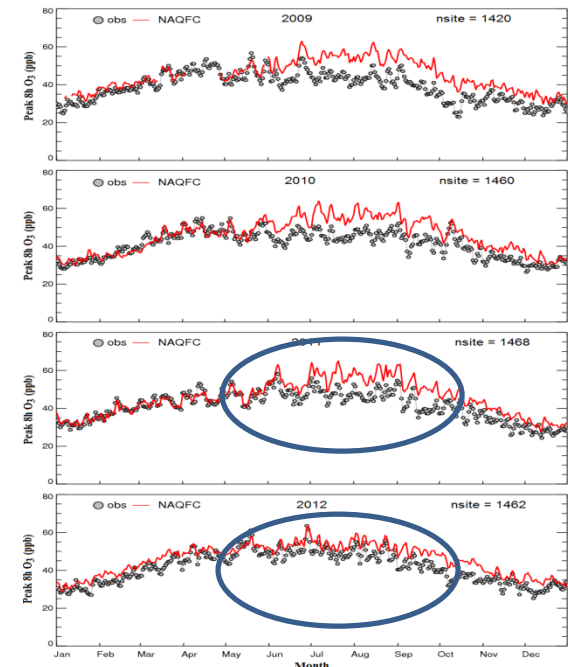 80 obs NAQFC 2009 nsite = 1420
60
40
20
0
Peak 8h O₃ (ppb)
80 obs NAQFC 2010 nsite = 1460
60
40
20
0
Peak 8h O₃ (ppb)
80 obs NAQFC nsite = 1468
60
40
20
0
Peak 8h O₃ (ppb)
80 obs NAQFC 2012 nsite = 1462
60
40
20
0
Peak 8h O₃ (ppb)
Jan Feb Mar Apr May Jun Jul Aug Sep Oct Nov Dec
Month